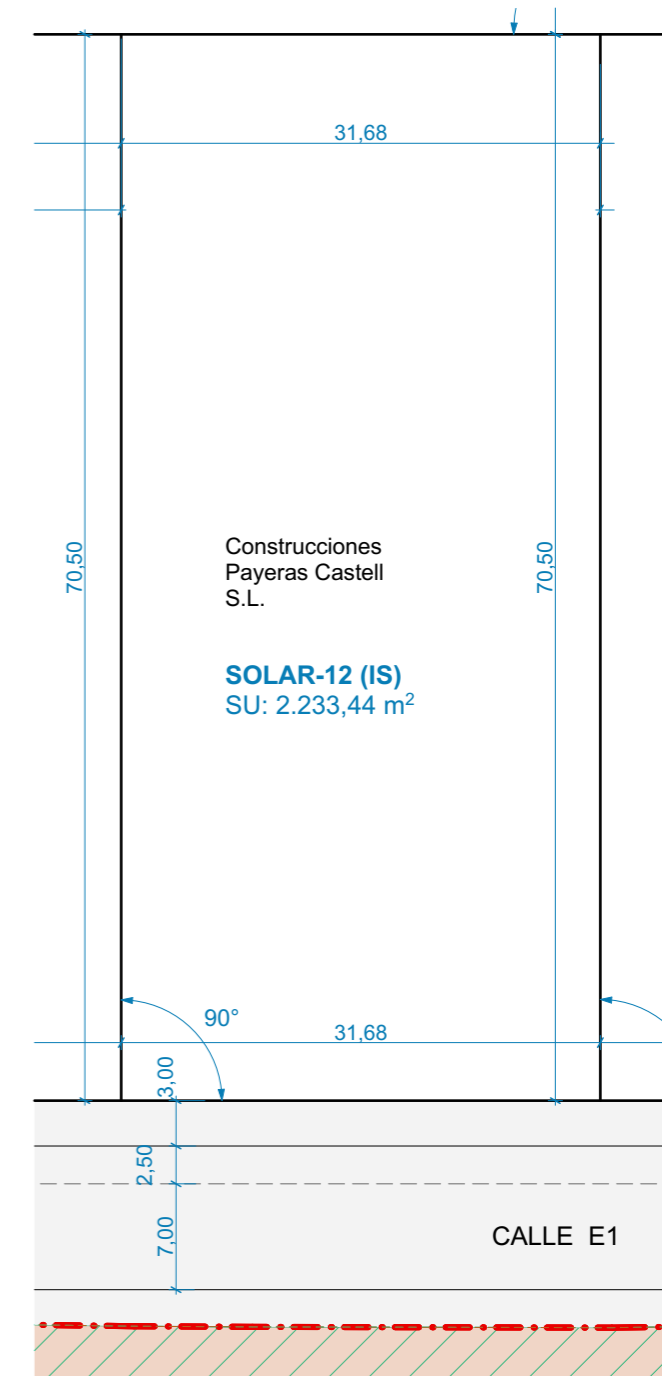 31,68
70,50
70,50
Construcciones
Payeras Castell
S.L.
SOLAR-12 (IS)
SU: 2.233,44 m²
90°
31,68
3,00
2,50
7,00
CALLE E1